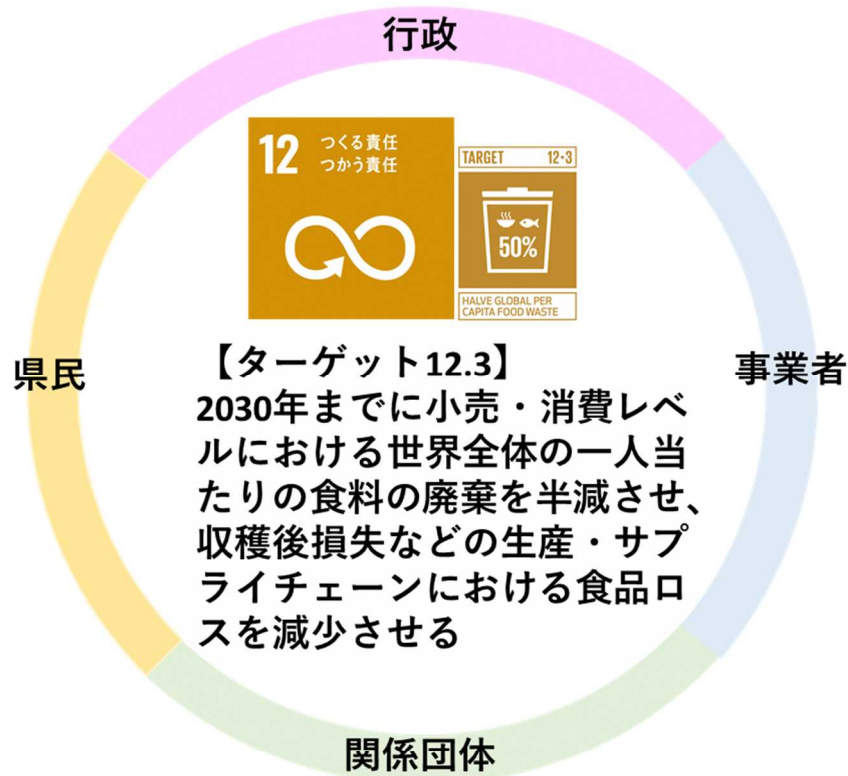 行政
12 つくる責任
つかう責任
TARGET 12・3
50%
HALVE GLOBAL PER
CAPITA FOOD WASTE
県民
事業者
【ターゲット12.3】
2030年までに小売・消費レベ
ルにおける世界全体の一人当
たりの食料の廃棄を半減させ、
収穫後損失などの生産・サプ
ライチェーンにおける食品ロ
スを減少させる
関係団体